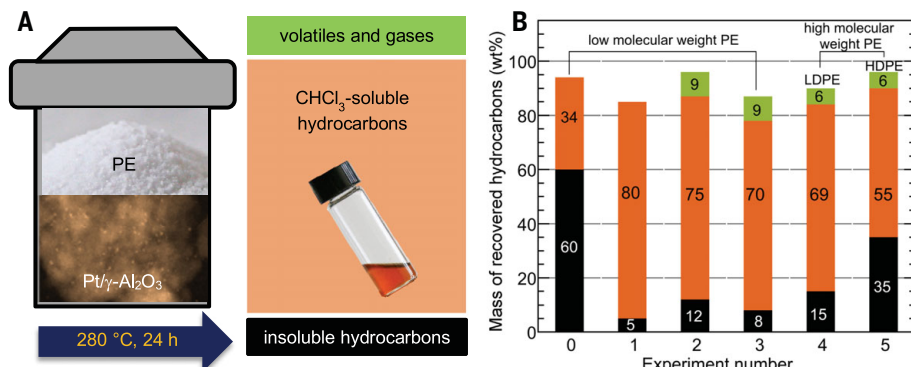 A
PE
Pt/γ-Al₂O₃
280 °C, 24 h
volatiles and gases
CHCl₃-soluble
hydrocarbons
insoluble hydrocarbons
B
Mass of recovered hydrocarbons (wt%)
100
80
60
40
20
0
low molecular weight PE
high molecular
weight PE
LDPE
HDPE
34
60
80
5
9
75
12
9
70
8
6
69
15
6
55
35
0 1 2 3 4 5
Experiment number